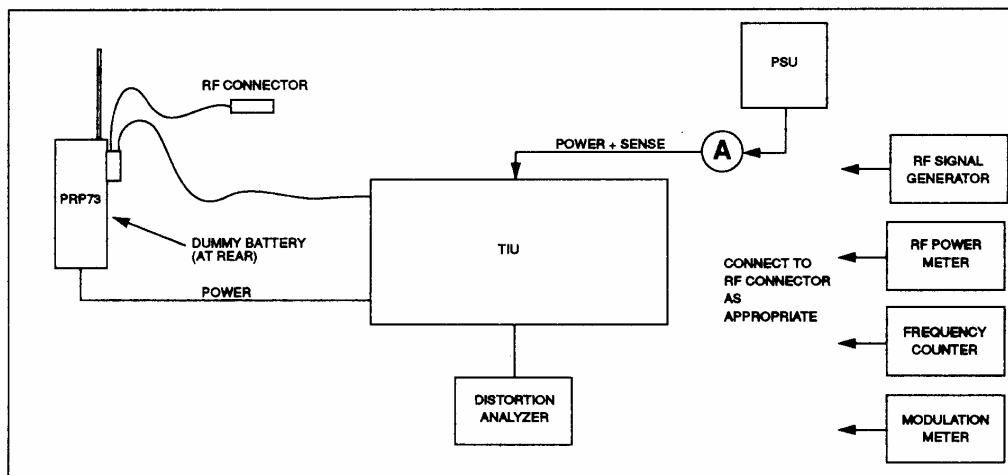 PSU
RF CONNECTOR
POWER + SENSE
A
RF SIGNAL
GENERATOR
PRP73
DUMMY BATTERY
(AT REAR)
TIU
RF POWER
METER
CONNECT TO
RF CONNECTOR
AS
APPROPRIATE
POWER
FREQUENCY
COUNTER
DISTORTION
ANALYZER
MODULATION
METER